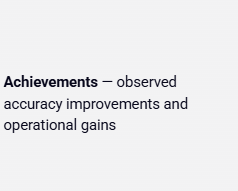 Achievements — observed
accuracy improvements and
operational gains